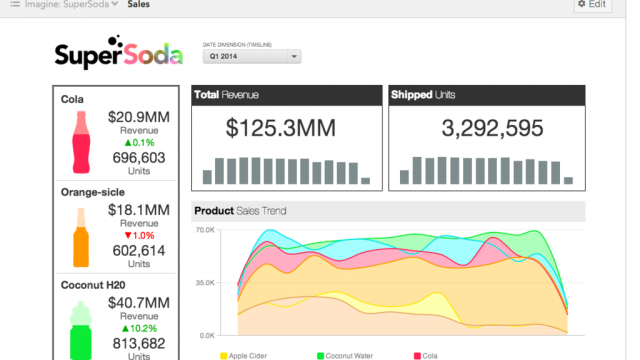 Imagine: SuperSoda Sales Edit
SuperSoda
DATE DIMENSION (TIMELINE)
Q1 2014
Cola
$20.9MM
Revenue
▲0.1%
696,603
Units
Orange-sicle
$18.1MM
Revenue
▼1.0%
602,614
Units
Coconut H20
$40.7MM
Revenue
▲10.2%
813,682
Units
Total Revenue
$125.3MM
Shipped Units
3,292,595
Product Sales Trend
70.0K
35.0K
0.0K
Apple Cider Coconut Water Cola